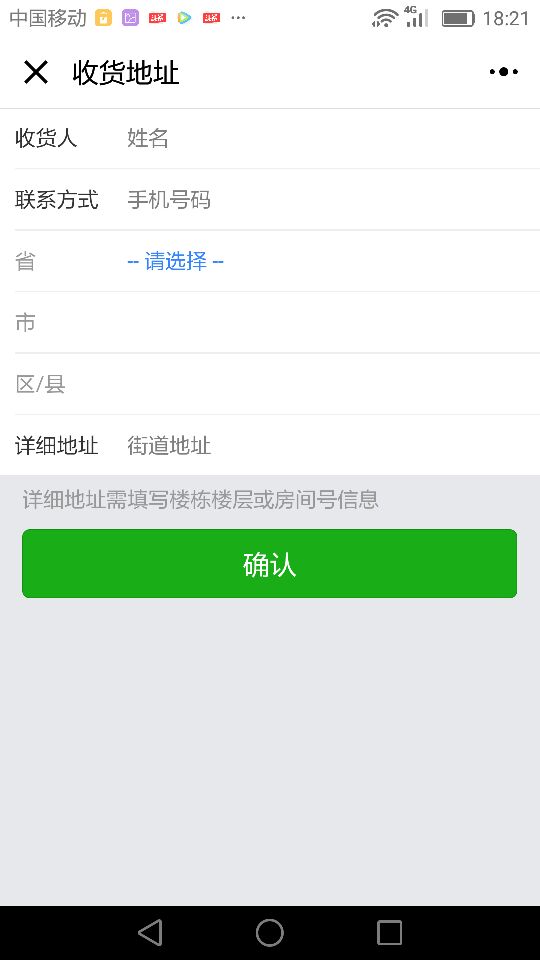 中国移动 4G 18:21
收货地址
收货人 姓名
联系方式 手机号码
省 -- 请选择 --
市
区/县
详细地址 街道地址
详细地址需填写楼栋楼层或房间号信息
确认